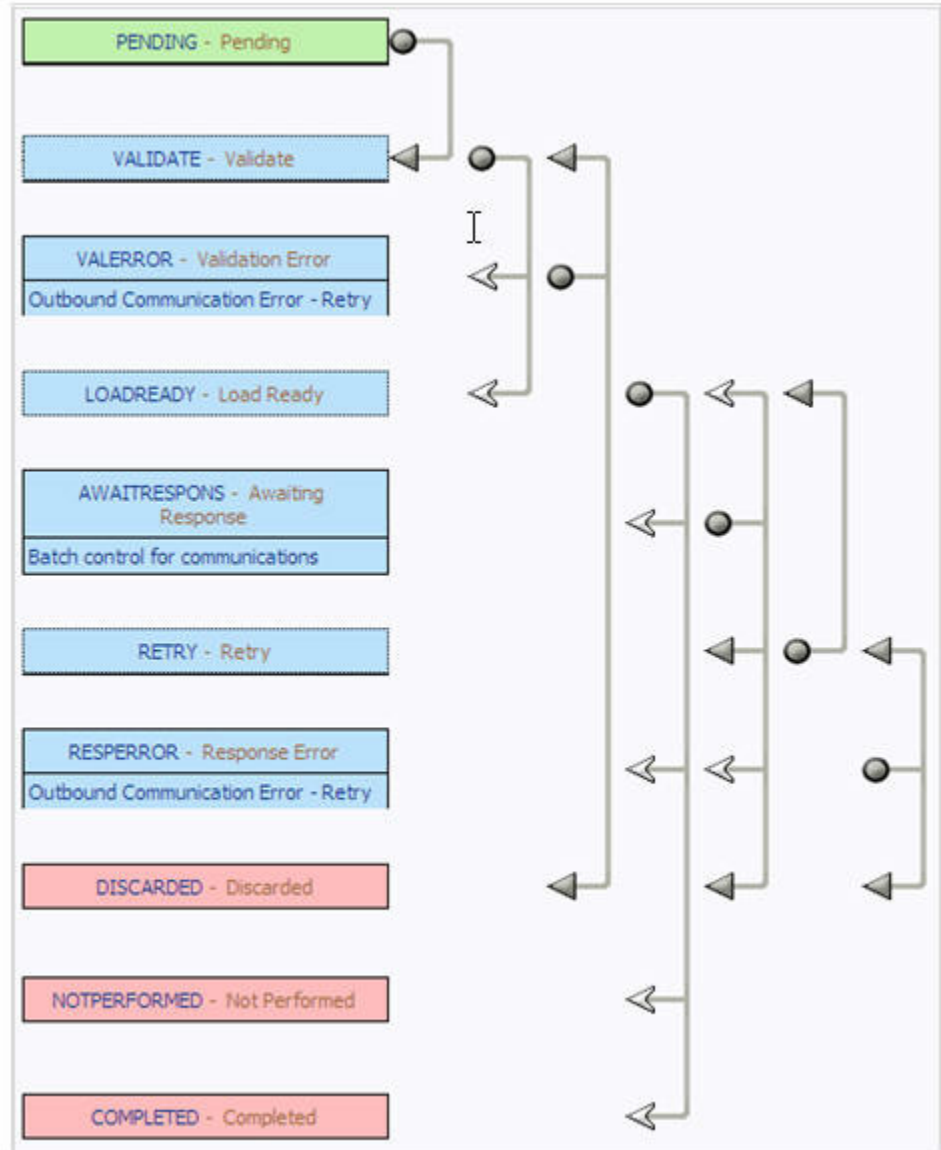 PENDING - Pending
VALIDATE - Validate
VALERROR - Validation Error
Outbound Communication Error - Retry
LOADREADY - Load Ready
AWAITRESPONS - Awaiting
Response
Batch control for communications
RETRY - Retry
RESPERROR - Response Error
Outbound Communication Error - Retry
DISCARDED - Discarded
NOTPERFORMED - Not Performed
COMPLETED - Completed